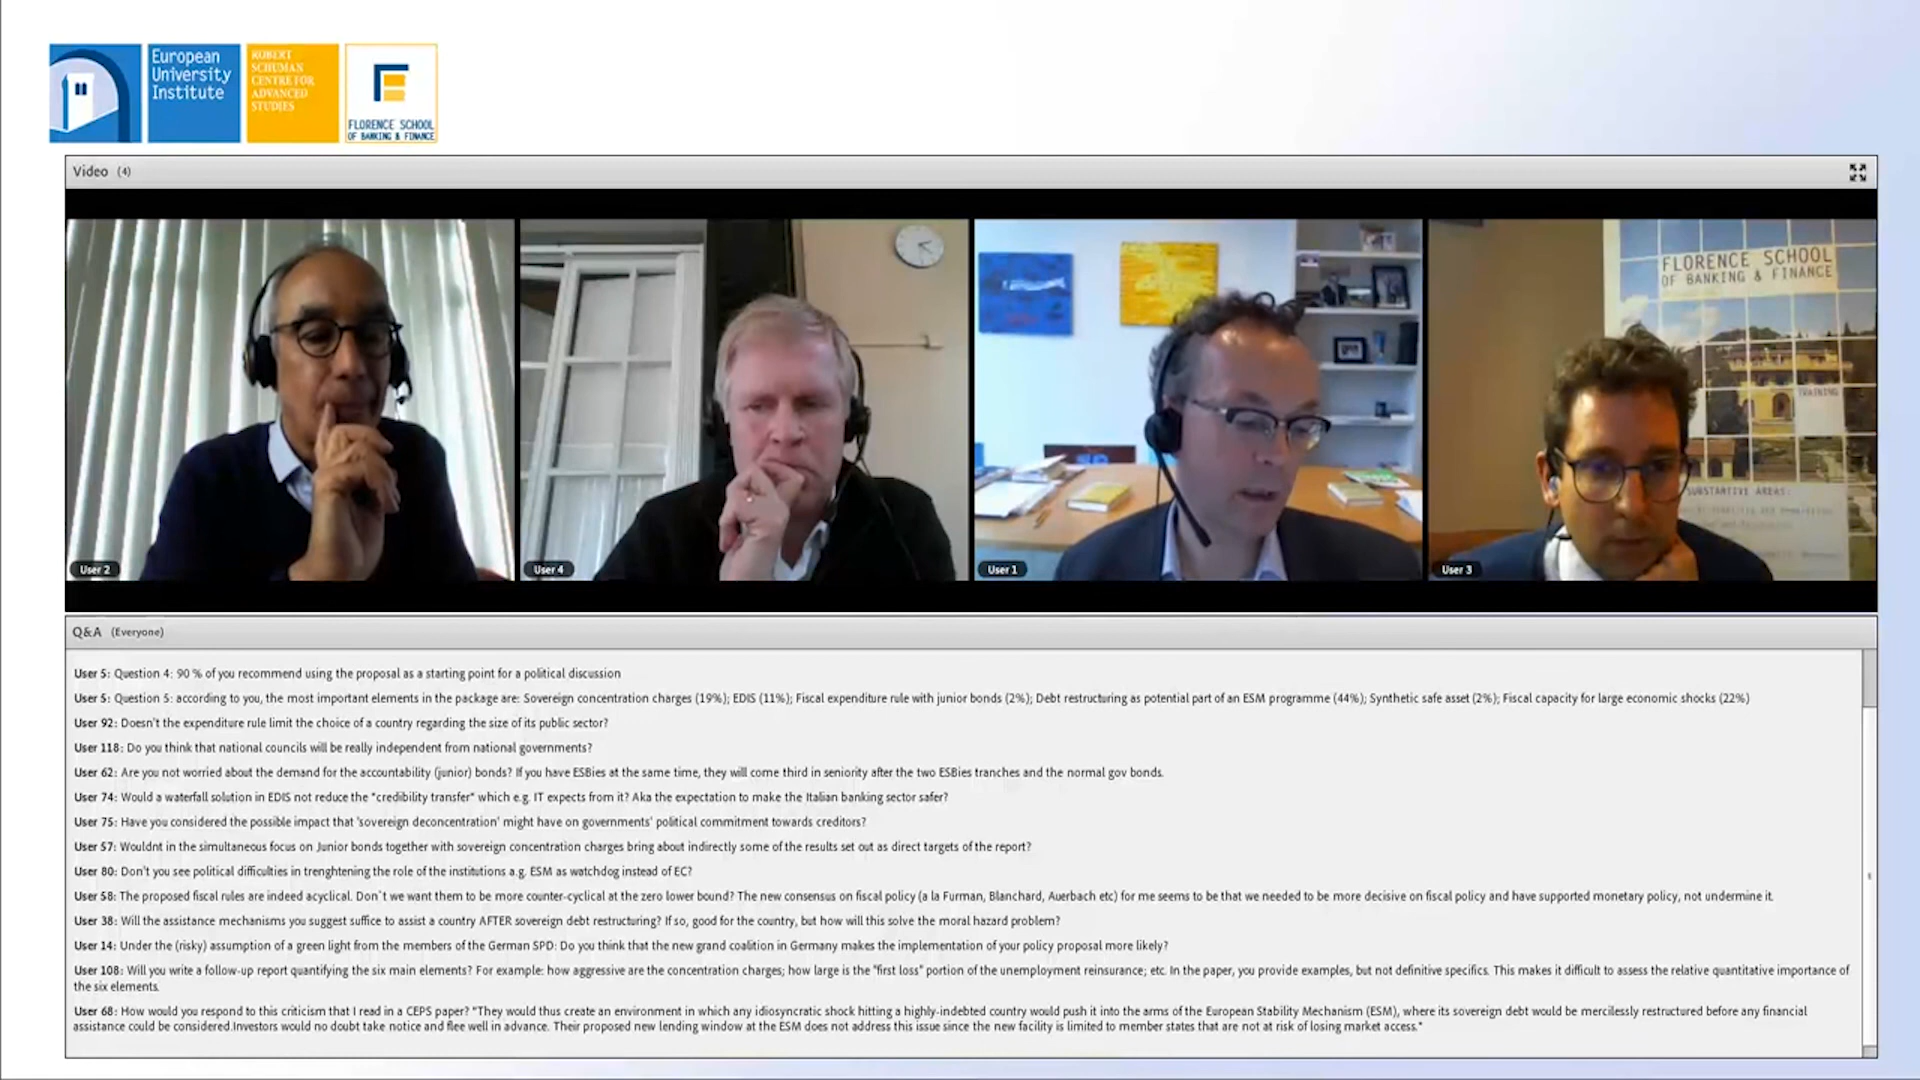 European
University
Institute
ROBERT
SCHUMAN
CENTRE FOR
ADVANCED
STUDIES
FLORENCE SCHOOL
OF BANKING & FINANCE
Video (4)
FLORENCE SCHOOL
OF BANKING & FINANCE
TRAINING
SUBSTANTIVE AREAS:
User 2
User 4
User 1
User 3
Q&A (Everyone)
User 5: Question 4: 90 % of you recommend using the proposal as a starting point for a political discussion
User 5: Question 5: according to you, the most important elements in the package are: Sovereign concentration charges (19%); EDIS (11%); Fiscal expenditure rule with junior bonds (2%); Debt restructuring as potential part of an ESM programme (44%); Synthetic safe asset (2%); Fiscal capacity for large economic shocks (22%)
User 92: Doesn't the expenditure rule limit the choice of a country regarding the size of its public sector?
User 118: Do you think that national councils will be really independent from national governments?
User 62: Are you not worried about the demand for the accountability (junior) bonds? If you have ESBies at the same time, they will come third in seniority after the two ESBies tranches and the normal gov bonds.
User 74: Would a waterfall solution in EDIS not reduce the "credibility transfer" which e.g. IT expects from it? Aka the expectation to make the Italian banking sector safer?
User 75: Have you considered the possible impact that 'sovereign deconcentration' might have on governments' political commitment towards creditors?
User 57: Wouldnt in the simultaneous focus on Junior bonds together with sovereign concentration charges bring about indirectly some of the results set out as direct targets of the report?
User 80: Don't you see political difficulties in trenghtening the role of the institutions a.g. ESM as watchdog instead of EC?
User 58: The proposed fiscal rules are indeed acyclical. Don`t we want them to be more counter-cyclical at the zero lower bound? The new consensus on fiscal policy (a la Furman, Blanchard, Auerbach etc) for me seems to be that we needed to be more decisive on fiscal policy and have supported monetary policy, not undermine it.
User 38: Will the assistance mechanisms you suggest suffice to assist a country AFTER sovereign debt restructuring? If so, good for the country, but how will this solve the moral hazard problem?
User 14: Under the (risky) assumption of a green light from the members of the German SPD: Do you think that the new grand coalition in Germany makes the implementation of your policy proposal more likely?
User 108: Will you write a follow-up report quantifying the six main elements? For example: how aggressive are the concentration charges; how large is the "first loss" portion of the unemployment reinsurance; etc. In the paper, you provide examples, but not definitive specifics. This makes it difficult to assess the relative quantitative importance of
the six elements.
User 68: How would you respond to this criticism that I read in a CEPS paper? "They would thus create an environment in which any idiosyncratic shock hitting a highly-indebted country would push it into the arms of the European Stability Mechanism (ESM), where its sovereign debt would be mercilessly restructured before any financial
assistance could be considered.Investors would no doubt take notice and flee well in advance. Their proposed new lending window at the ESM does not address this issue since the new facility is limited to member states that are not at risk of losing market access."